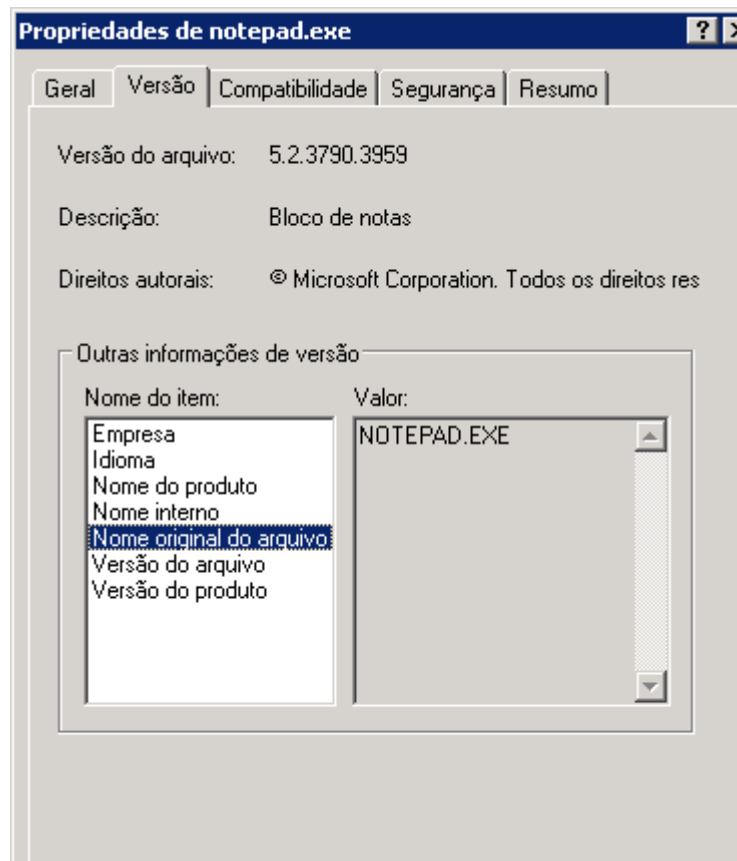 Propriedades de notepad.exe
Geral Versão Compatibilidade Segurança Resumo
Versão do arquivo: 5.2.3790.3959
Descrição: Bloco de notas
Direitos autorais: © Microsoft Corporation. Todos os direitos res
Outras informações de versão
Nome do item: Valor:
Empresa NOTEPAD.EXE
Idioma
Nome do produto
Nome interno
Nome original do arquivo
Versão do arquivo
Versão do produto